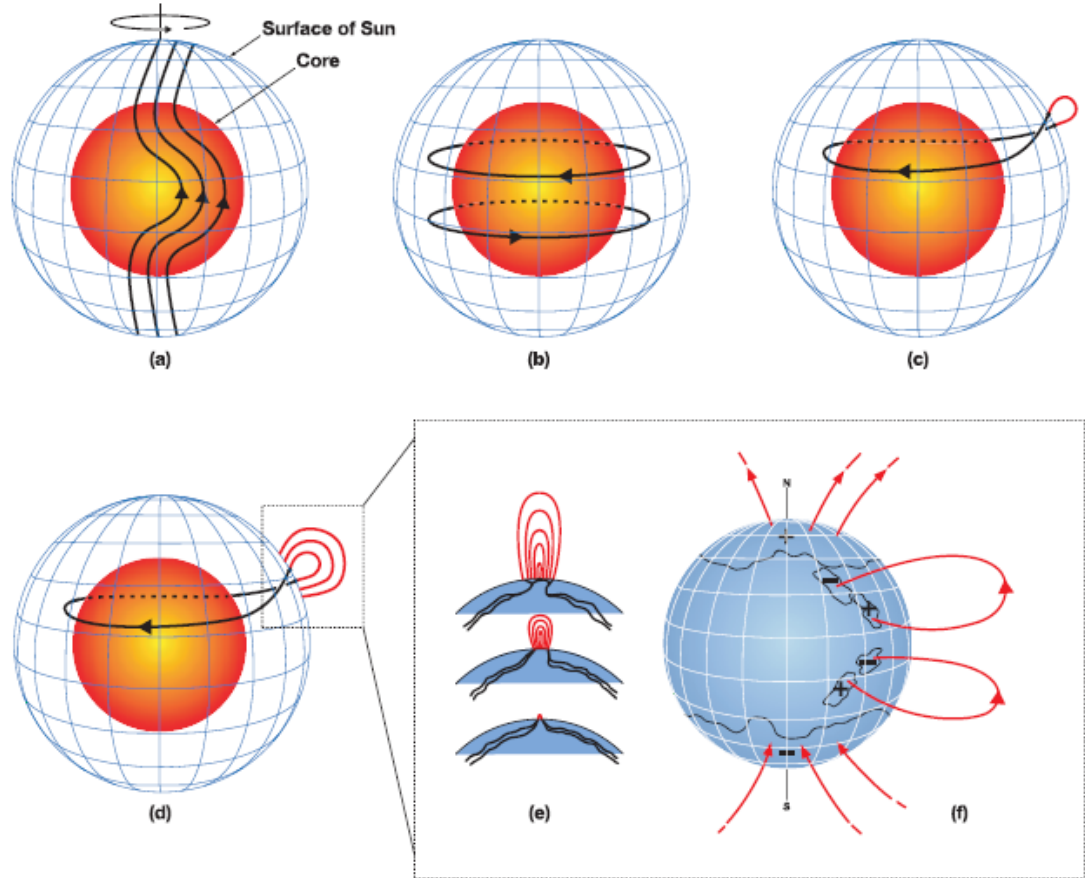 Surface of Sun
Core
(a)
(b)
(c)
(d)
N
+
−
+
--
+
--
S
(e)
(f)